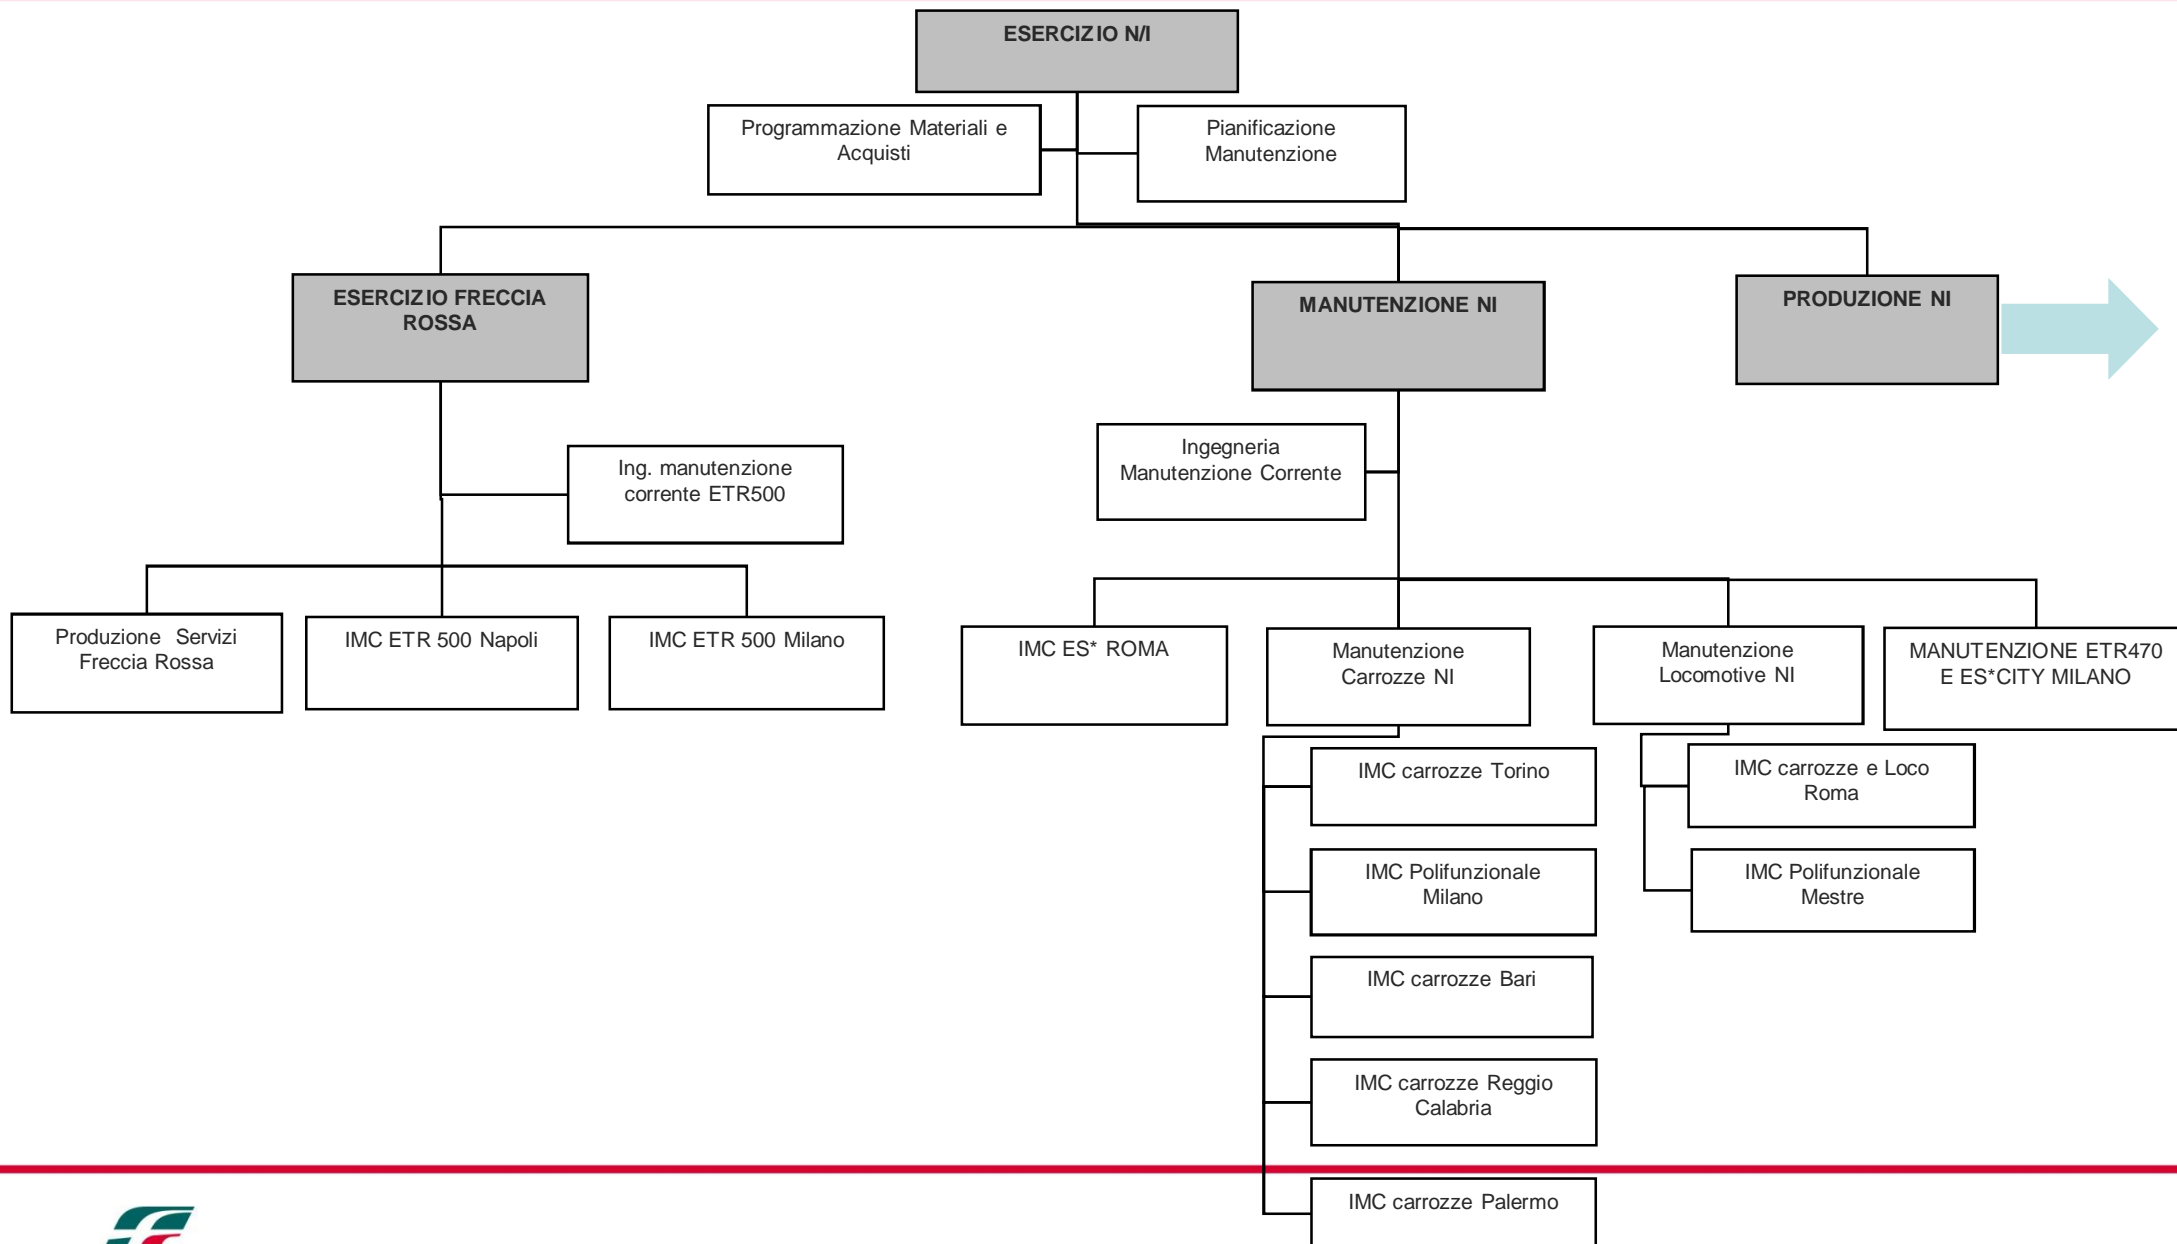 ESERCIZIO N/I
Programmazione Materiali e
Acquisti
Pianificazione
Manutenzione
ESERCIZIO FRECCIA
ROSSA
MANUTENZIONE NI
PRODUZIONE NI
Ing. manutenzione
corrente ETR500
Ingegneria
Manutenzione Corrente
Produzione Servizi
Freccia Rossa
IMC ETR 500 Napoli
IMC ETR 500 Milano
IMC ES* ROMA
Manutenzione
Carrozze NI
Manutenzione
Locomotive NI
MANUTENZIONE ETR470
E ES*CITY MILANO
IMC carrozze Torino
IMC Polifunzionale
Milano
IMC carrozze Bari
IMC carrozze Reggio
Calabria
IMC carrozze Palermo
IMC carrozze e Loco
Roma
IMC Polifunzionale
Mestre